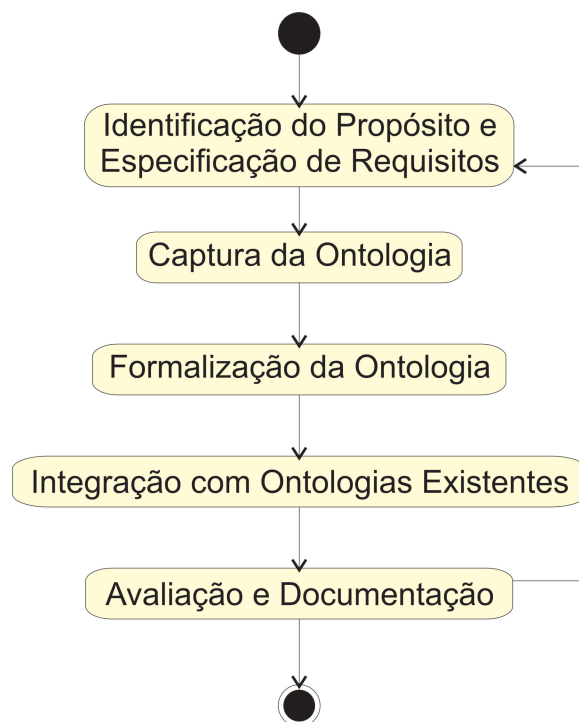 Identificação do Propósito e
Especificação de Requisitos
Captura da Ontologia
Formalização da Ontologia
Integração com Ontologias Existentes
Avaliação e Documentação